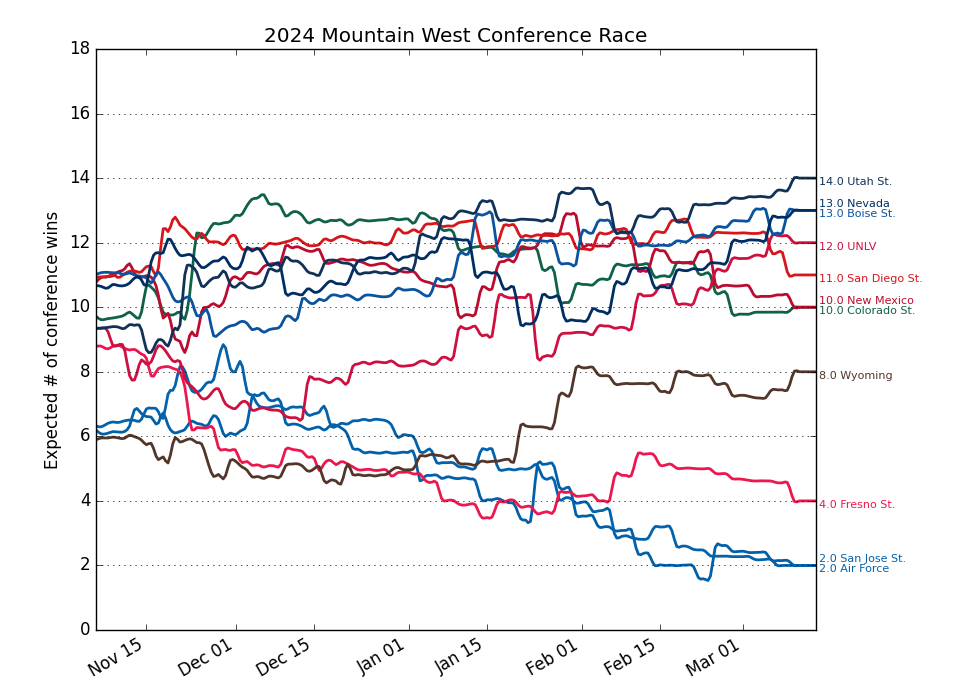 2024 Mountain West Conference Race
Expected # of conference wins
18
16
14
12
10
8
6
4
2
0
14.0 Utah St.
13.0 Nevada
13.0 Boise St.
12.0 UNLV
11.0 San Diego St.
10.0 New Mexico
10.0 Colorado St.
8.0 Wyoming
4.0 Fresno St.
2.0 San Jose St.
2.0 Air Force
Nov 15
Dec 01
Dec 15
Jan 01
Jan 15
Feb 01
Feb 15
Mar 01